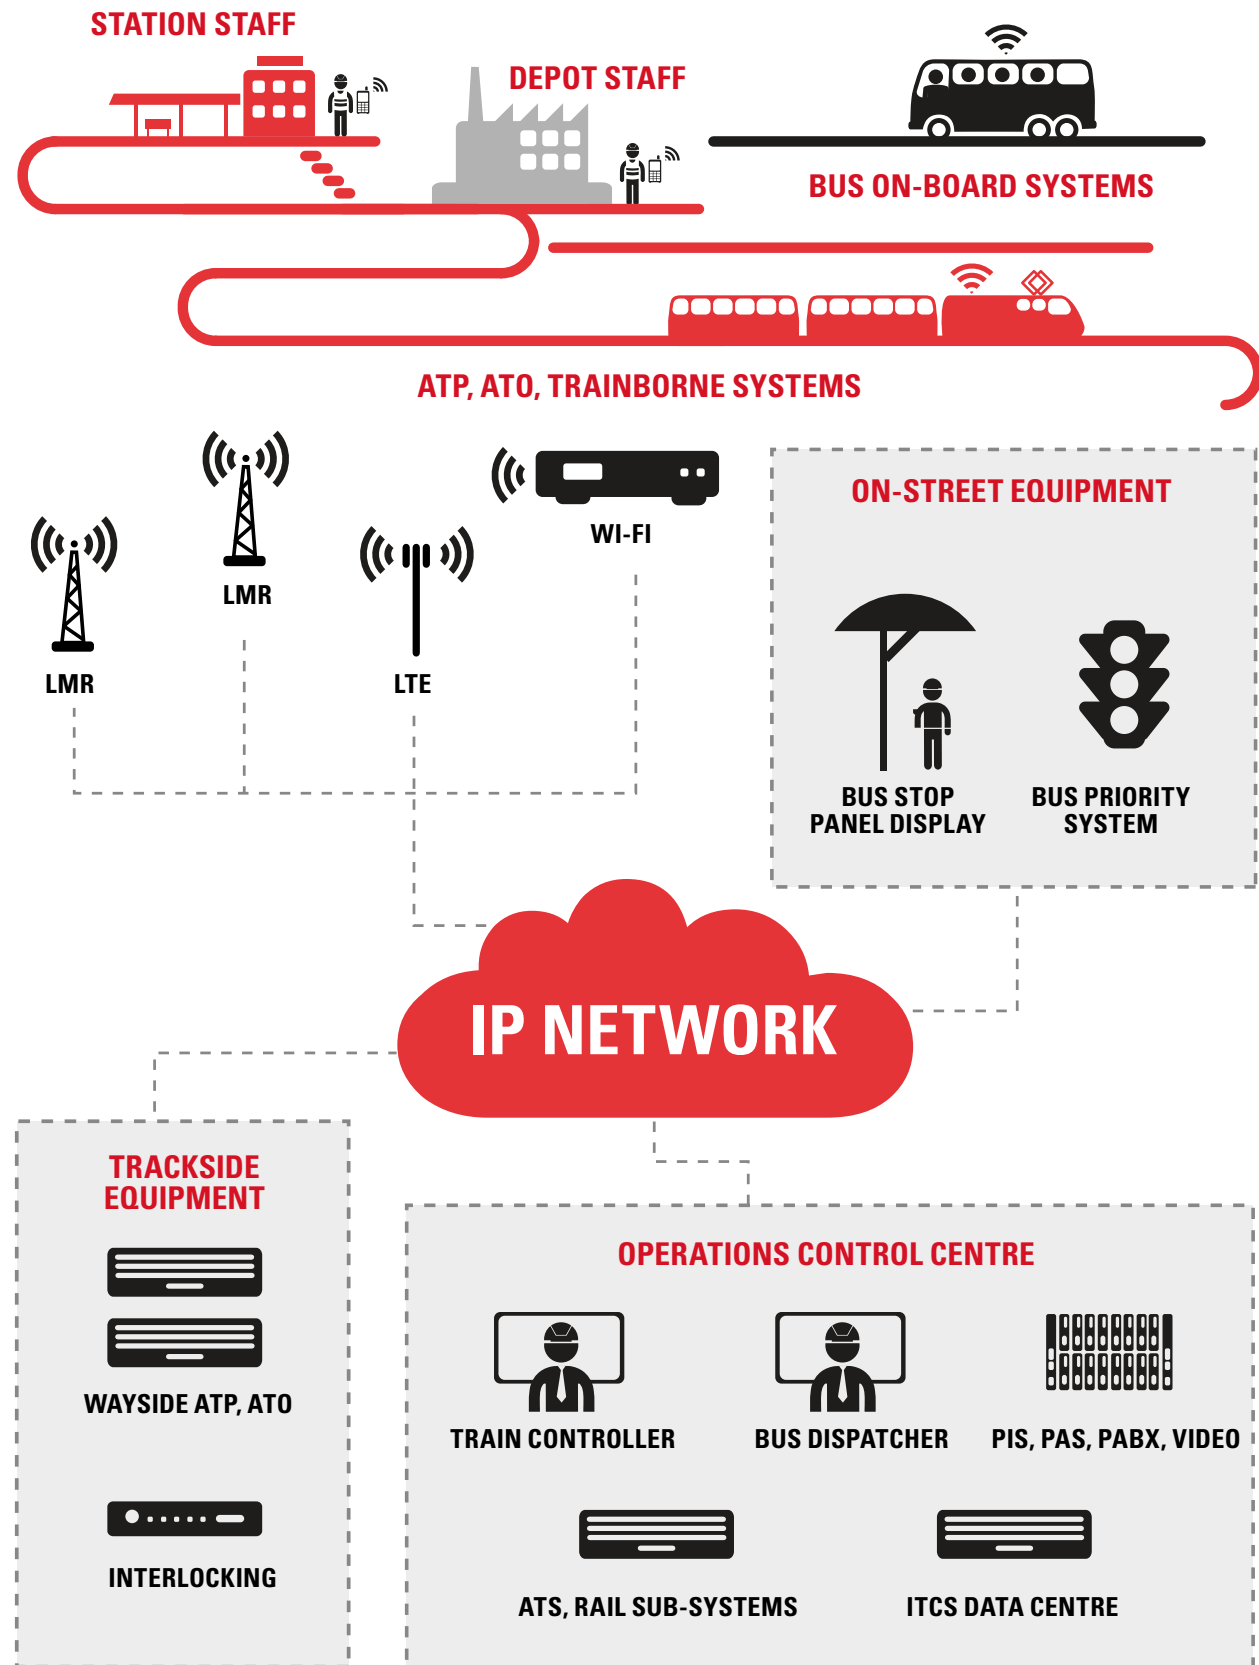 STATION STAFF
DEPOT STAFF
BUS ON-BOARD SYSTEMS
ATP, ATO, TRAINBORNE SYSTEMS
WI-FI
LMR
LMR
LTE
ON-STREET EQUIPMENT
BUS STOP
PANEL DISPLAY
BUS PRIORITY
SYSTEM
IP NETWORK
TRACKSIDE
EQUIPMENT
WAYSIDE ATP, ATO
INTERLOCKING
OPERATIONS CONTROL CENTRE
TRAIN CONTROLLER
BUS DISPATCHER
PIS, PAS, PABX, VIDEO
ATS, RAIL SUB-SYSTEMS
ITCS DATA CENTRE